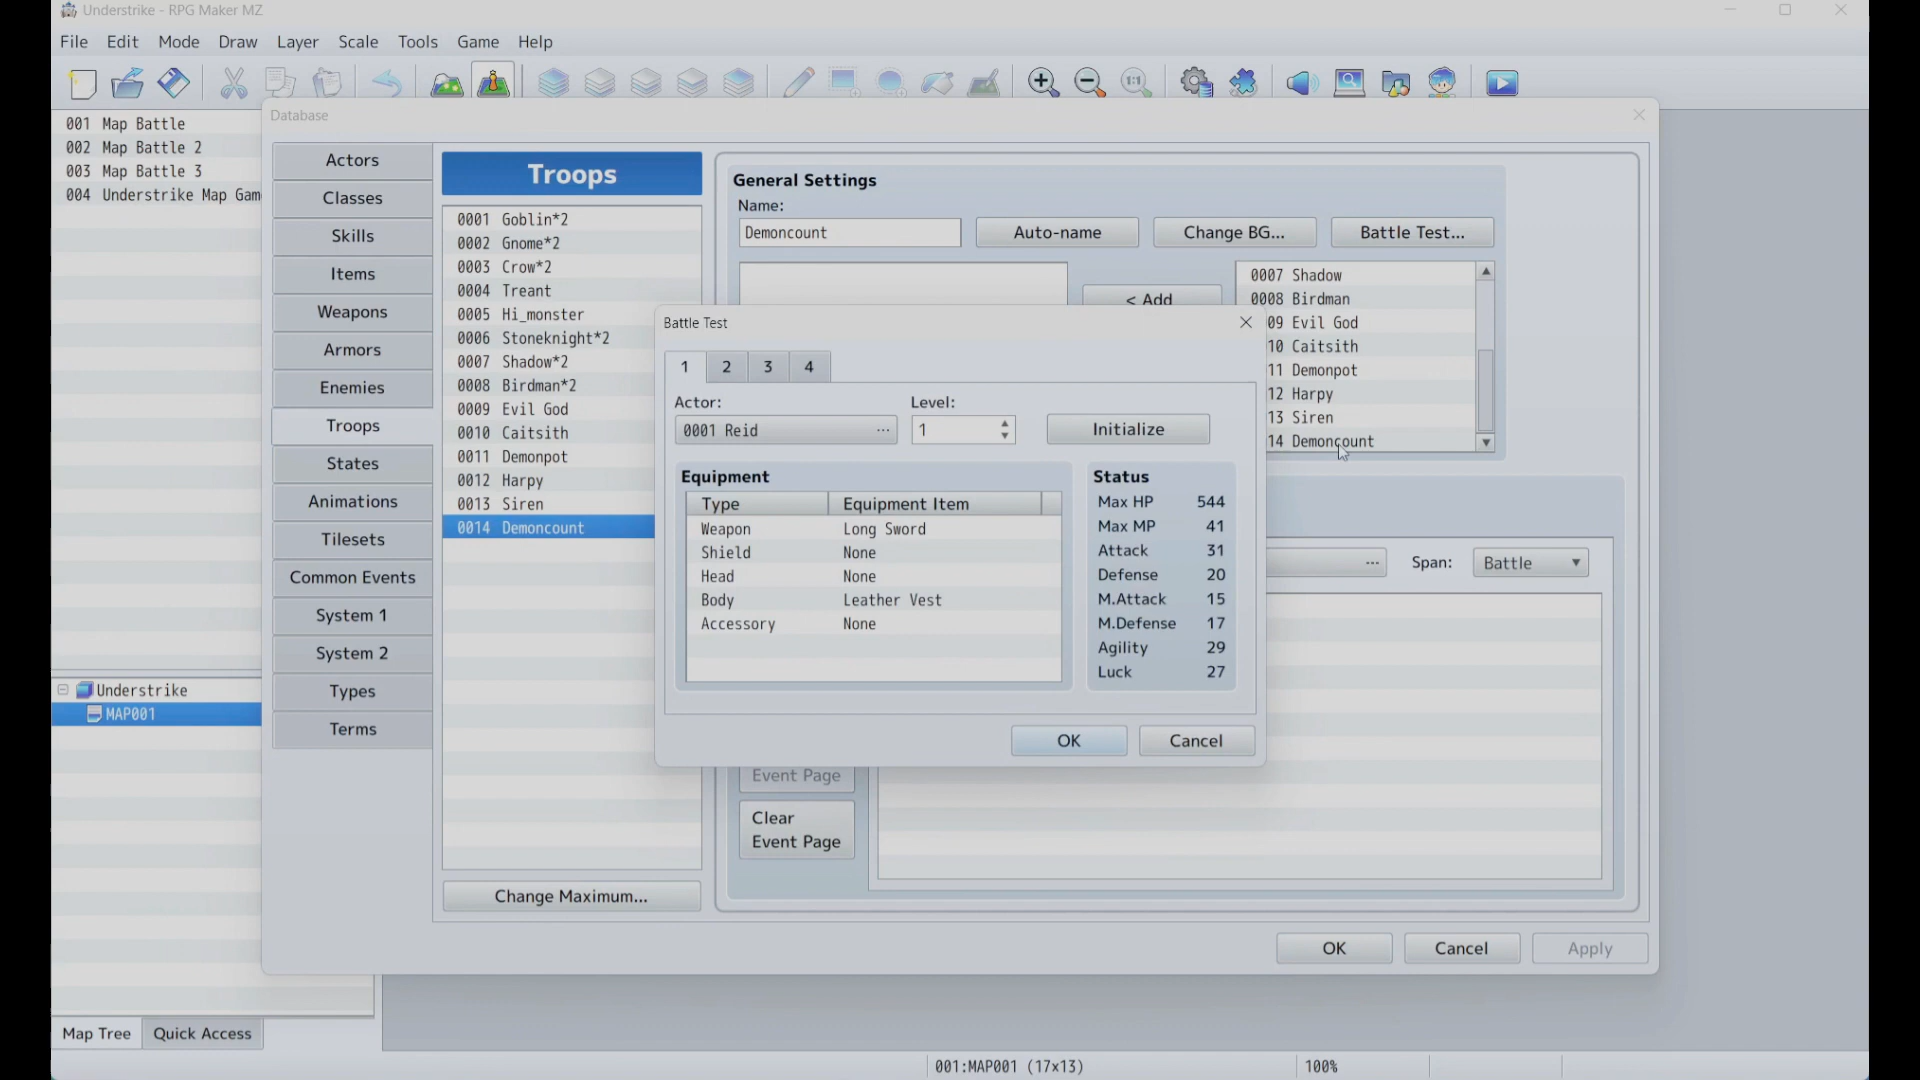 Understrike - RPG Maker MZ
File Edit Mode Draw Layer Scale Tools Game Help
1:1
001 Map Battle
002 Map Battle 2
003 Map Battle 3
004 Understrike Map Gam
Understrike
MAP001
Map Tree Quick Access
Database
Actors
Classes
Skills
Items
Weapons
Armors
Enemies
Troops
States
Animations
Tilesets
Common Events
System 1
System 2
Types
Terms
Troops
0001 Goblin*2
0002 Gnome*2
0003 Crow*2
0004 Treant
0005 Hi_monster
0006 Stoneknight*2
0007 Shadow*2
0008 Birdman*2
0009 Evil God
0010 Caitsith
0011 Demonpot
0012 Harpy
0013 Siren
0014 Demoncount
Change Maximum...
General Settings
Name:
Demoncount Auto-name Change BG... Battle Test...
< Add
0007 Shadow
0008 Birdman
09 Evil God
10 Caitsith
11 Demonpot
12 Harpy
13 Siren
14 Demoncount
Battle Test
1 2 3 4
Actor: Level:
0001 Reid ... 1 Initialize
Equipment
Type Equipment Item
Weapon Long Sword
Shield None
Head None
Body Leather Vest
Accessory None
Status
Max HP 544
Max MP 41
Attack 31
Defense 20
M.Attack 15
M.Defense 17
Agility 29
Luck 27
OK Cancel
... Span: Battle
Event Page
Clear
Event Page
OK Cancel Apply
001:MAP001 (17x13) 100%